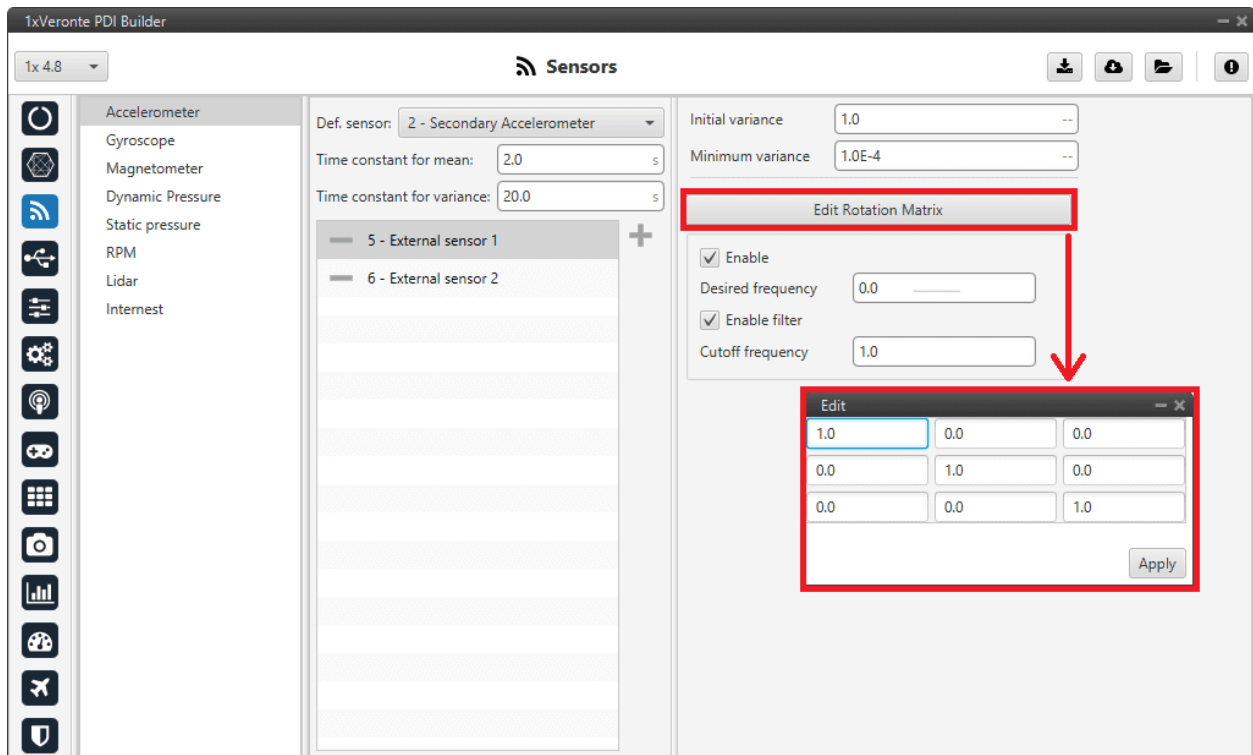 1xVeronte PDI Builder
1x 4.8
Sensors
Accelerometer
Gyroscope
Magnetometer
Dynamic Pressure
Static pressure
RPM
Lidar
Internest
Def. sensor: 2 - Secondary Accelerometer
Time constant for mean: 2.0 s
Time constant for variance: 20.0 s
5 - External sensor 1
6 - External sensor 2
Initial variance 1.0 --
Minimum variance 1.0E-4 --
Edit Rotation Matrix
Enable
Desired frequency 0.0
Enable filter
Cutoff frequency 1.0
Edit
1.0 0.0 0.0
0.0 1.0 0.0
0.0 0.0 1.0
Apply